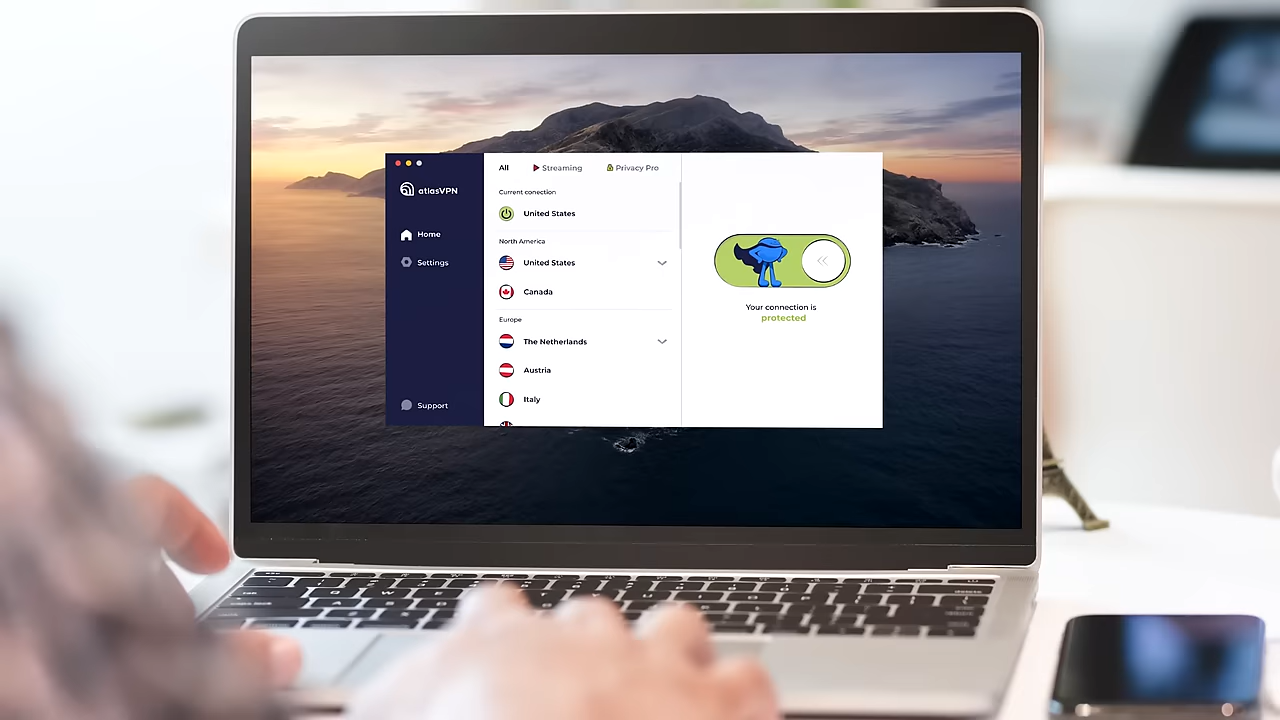 atlasVPN
Home
Settings
Support
All
Streaming
Privacy Pro
Current conection
United States
North America
United States
Canada
Europe
The Netherlands
Austria
Italy
Your connection is
protected